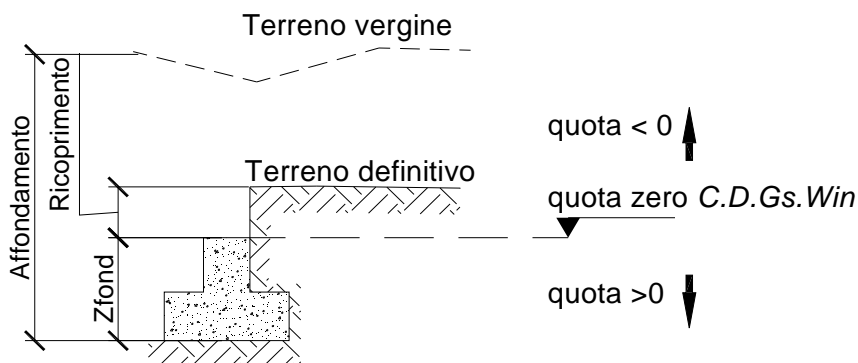 Terreno vergine
Affondamento
Ricoprimento
quota < 0
Terreno definitivo
quota zero C.D.Gs.Win
Zfond
quota >0